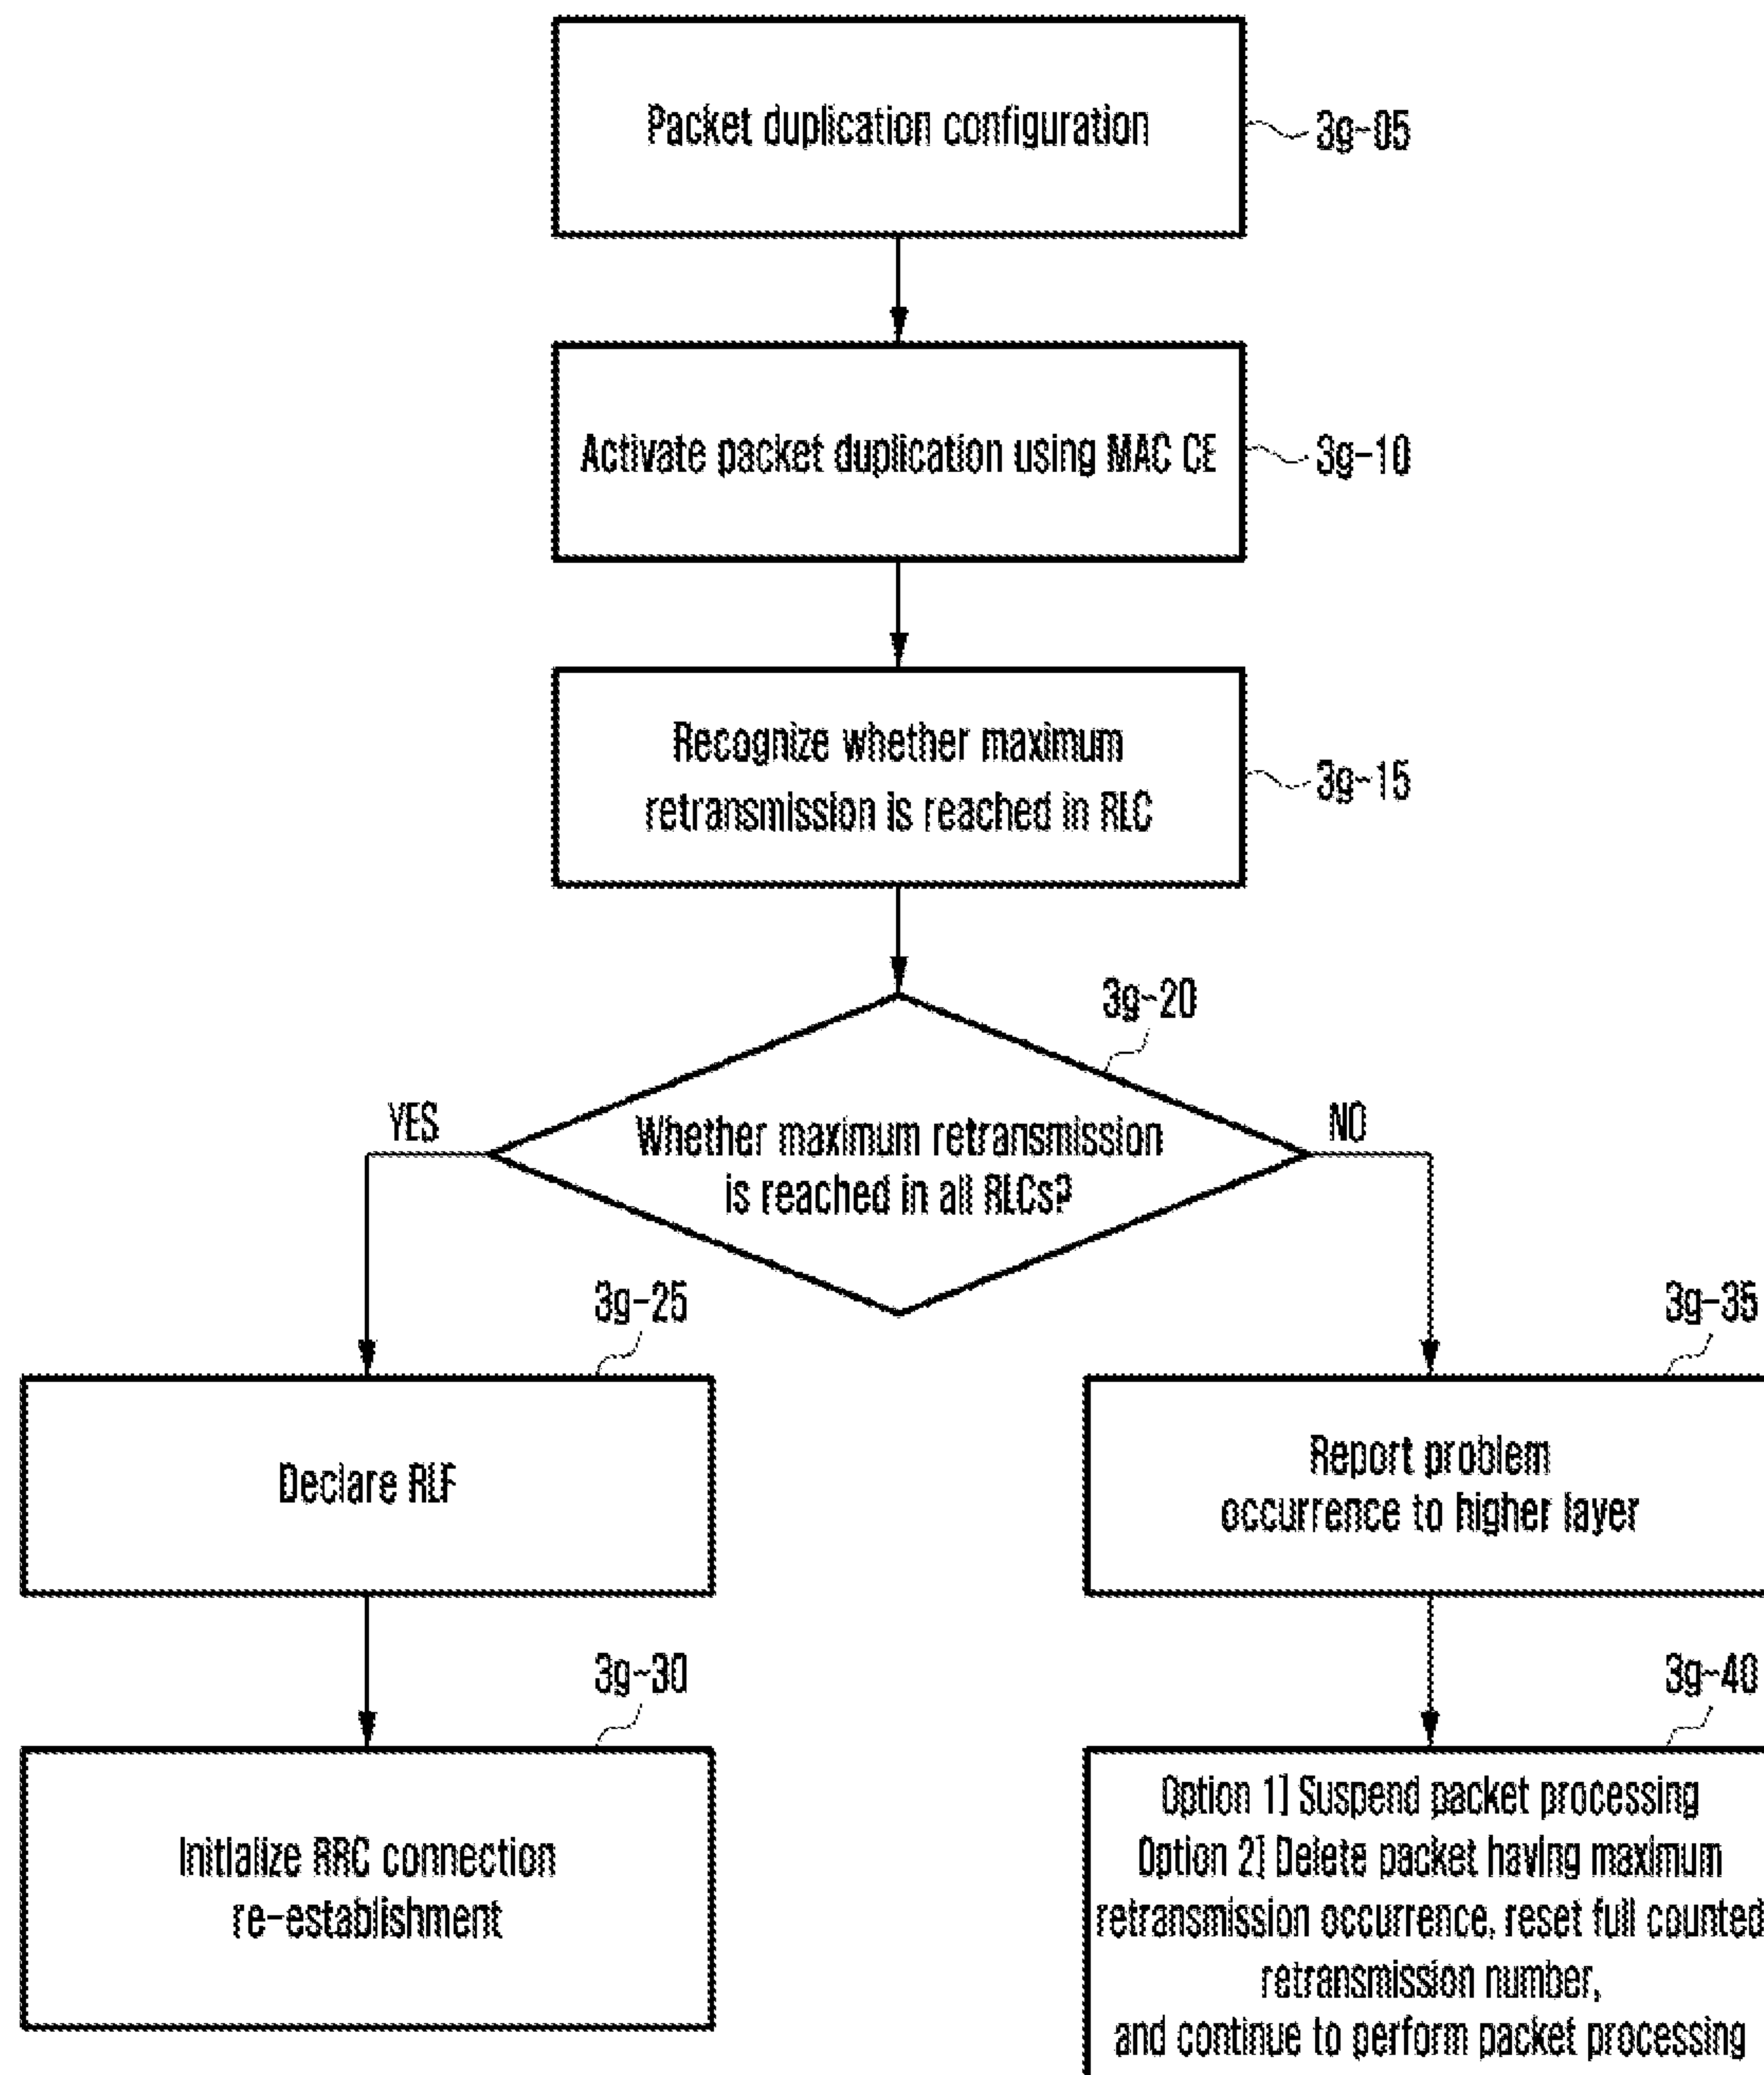 Packet duplication configuration
3g-05
Activate packet duplication using MAC CE
3g-10
Recognize whether maximum
retransmission is reached in RLC
3g-15
3g-20
YES
Whether maximum retransmission
is reached in all RLCs?
NO
3g-25
3g-35
Declare RLF
Report problem
occurrence to higher layer
3g-30
3g-40
Initialize RRC connection
re-establishment
Option 1] Suspend packet processing
Option 2] Delete packet having maximum
retransmission occurrence, reset full counted
retransmission number,
and continue to perform packet processing